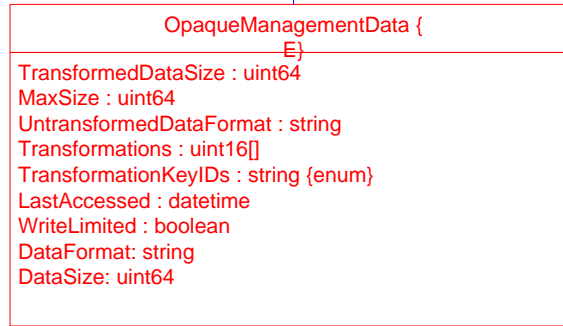 OpaqueManagementData {
E}
TransformedDataSize : uint64
MaxSize : uint64
UntransformedDataFormat : string
Transformations : uint16[]
TransformationKeyIDs : string {enum}
LastAccessed : datetime
WriteLimited : boolean
DataFormat: string
DataSize: uint64